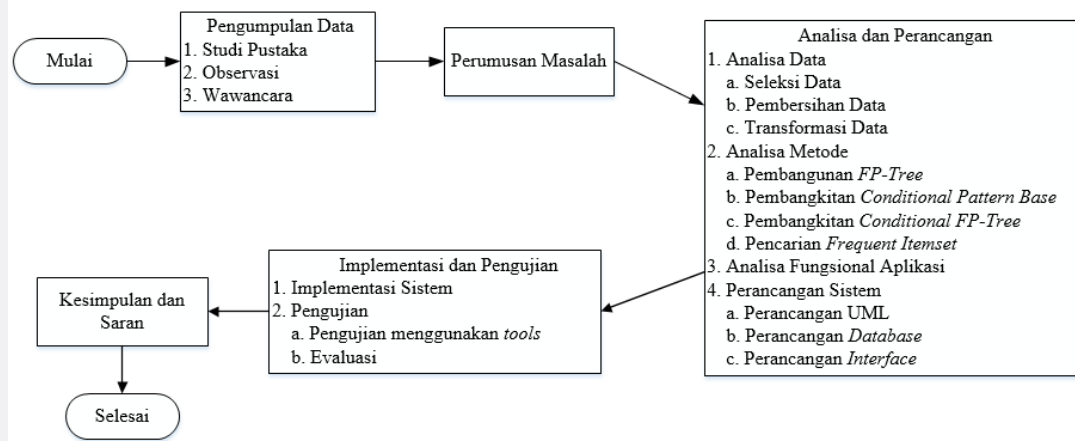 Mulai
Pengumpulan Data
1. Studi Pustaka
2. Observasi
3. Wawancara
Perumusan Masalah
Analisa dan Perancangan
1. Analisa Data
a. Seleksi Data
b. Pembersihan Data
c. Transformasi Data
2. Analisa Metode
a. Pembangunan FP-Tree
b. Pembangkitan Conditional Pattern Base
c. Pembangkitan Conditional FP-Tree
d. Pencarian Frequent Itemset
3. Analisa Fungsional Aplikasi
4. Perancangan Sistem
a. Perancangan UML
b. Perancangan Database
c. Perancangan Interface
Implementasi dan Pengujian
1. Implementasi Sistem
2. Pengujian
a. Pengujian menggunakan tools
b. Evaluasi
Kesimpulan dan
Saran
Selesai